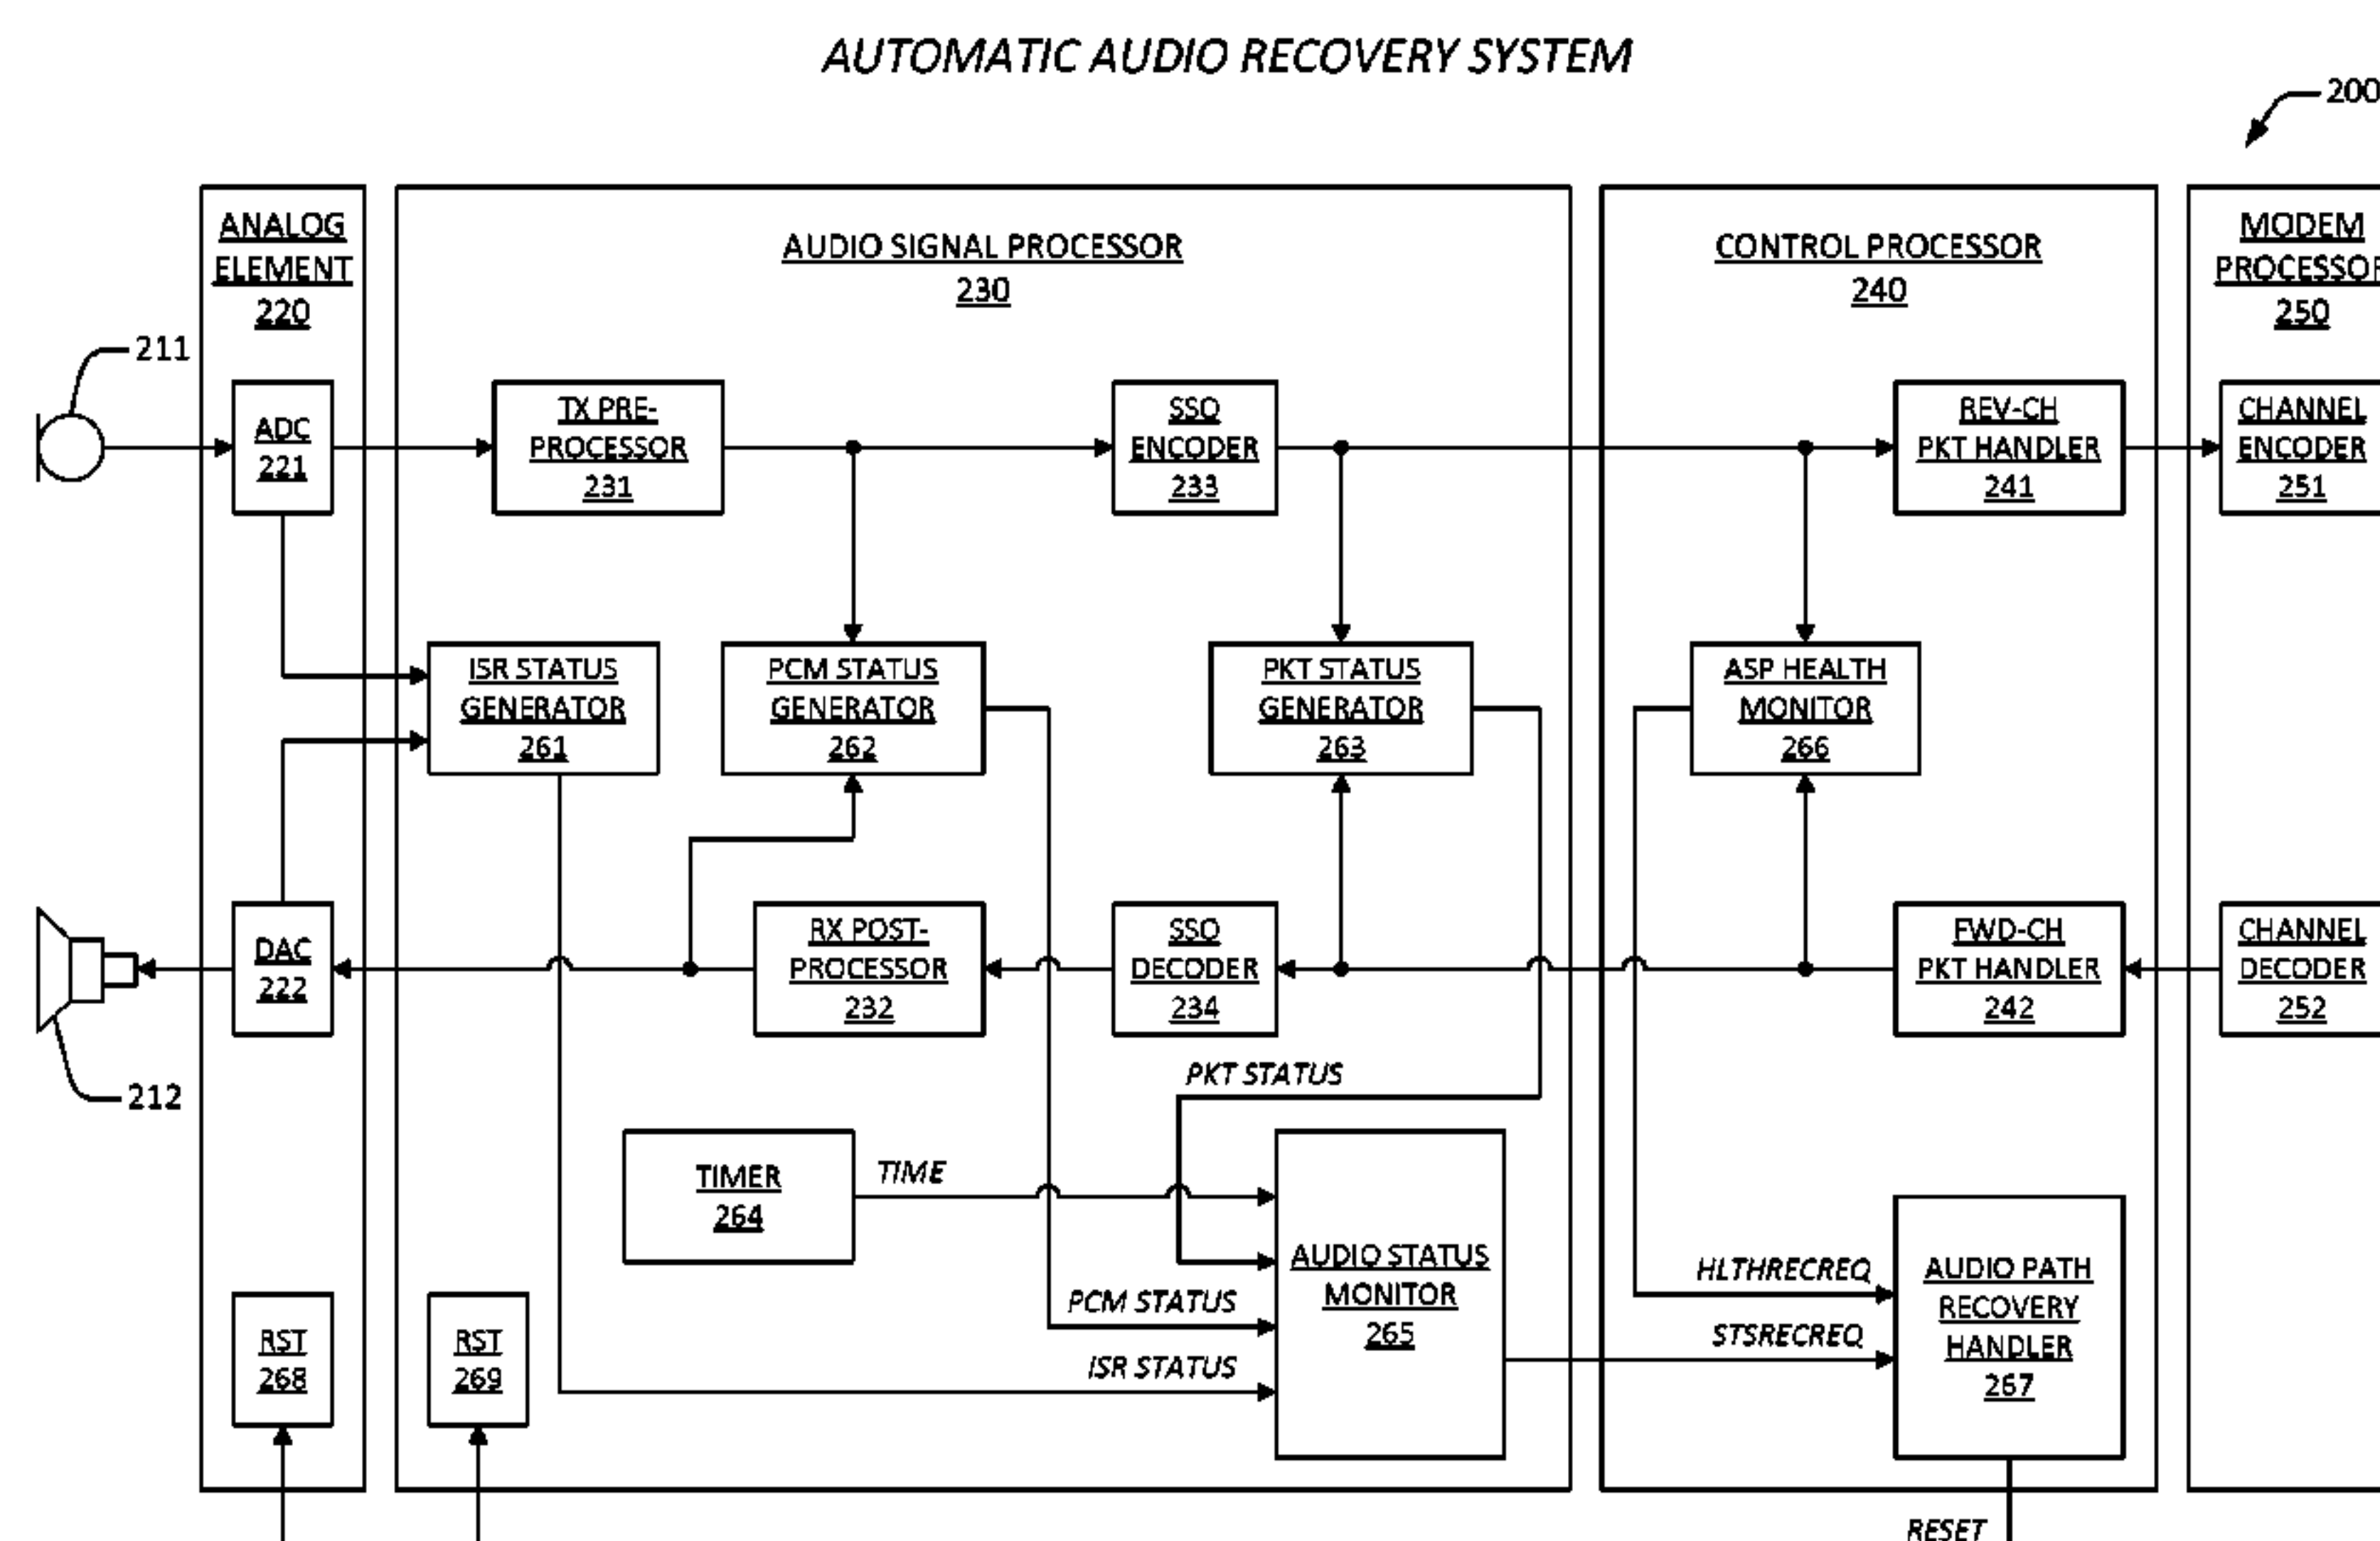 AUTOMATIC AUDIO RECOVERY SYSTEM
200
ANALOG
ELEMENT
220
AUDIO SIGNAL PROCESSOR
230
CONTROL PROCESSOR
240
MODEM
PROCESSOR
250
211
ADC
221
TX PRE-
PROCESSOR
231
SSO
ENCODER
233
REV-CH
PKT HANDLER
241
CHANNEL
ENCODER
251
ISR STATUS
GENERATOR
261
PCM STATUS
GENERATOR
262
PKT STATUS
GENERATOR
263
ASP HEALTH
MONITOR
266
DAC
222
RX POST-
PROCESSOR
232
SSO
DECODER
234
FWD-CH
PKT HANDLER
242
CHANNEL
DECODER
252
212
PKT STATUS
TIMER
264
TIME
AUDIO STATUS
MONITOR
265
PCM STATUS
ISR STATUS
HLTHRECREQ
STSRECREQ
AUDIO PATH
RECOVERY
HANDLER
267
RST
268
RST
269
RESET